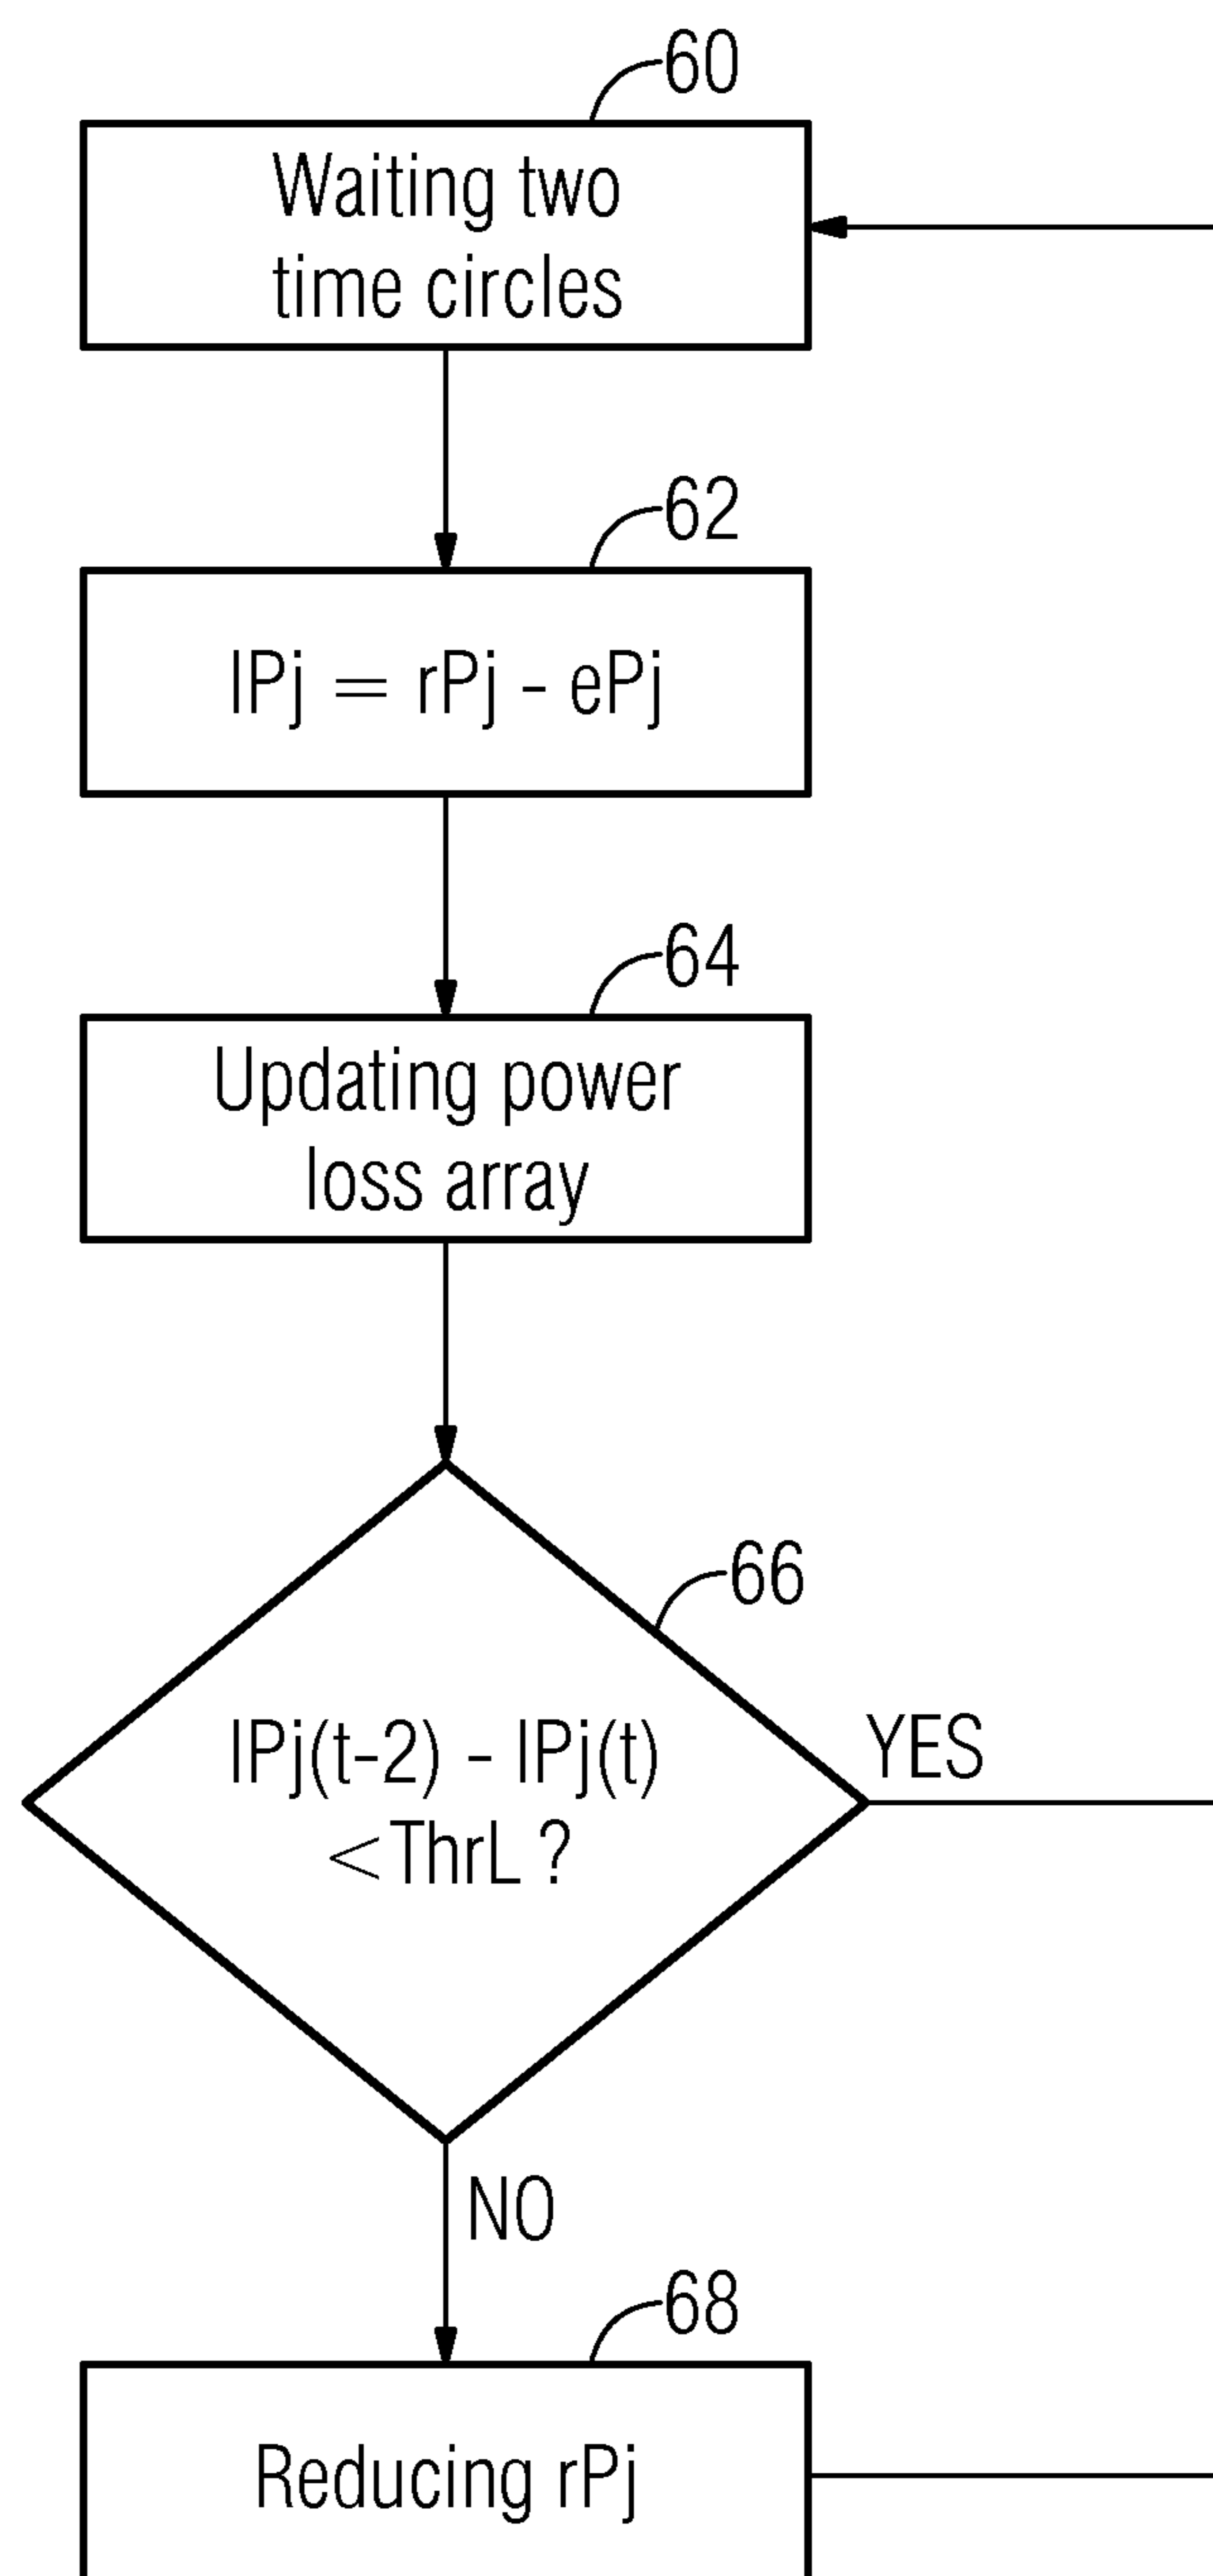 60
Waiting two
time circles
62
lPj = rPj - ePj
64
Updating power
loss array
66
lPj(t-2) - lPj(t)
<ThrL ?
YES
NO
68
Reducing rPj